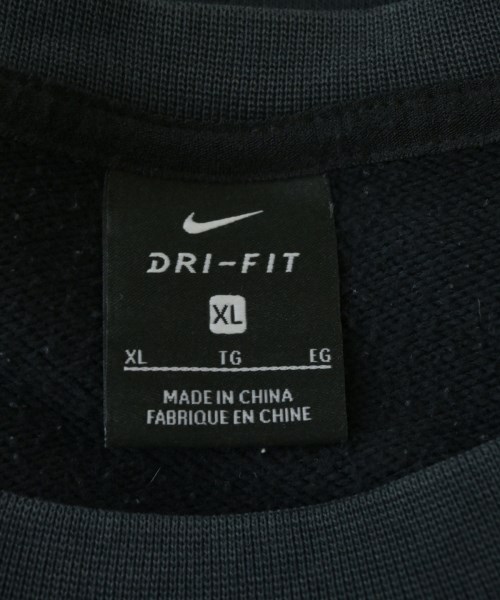 DRI-FIT
XL
XL TG EG
MADE IN CHINA
FABRIQUE EN CHINE